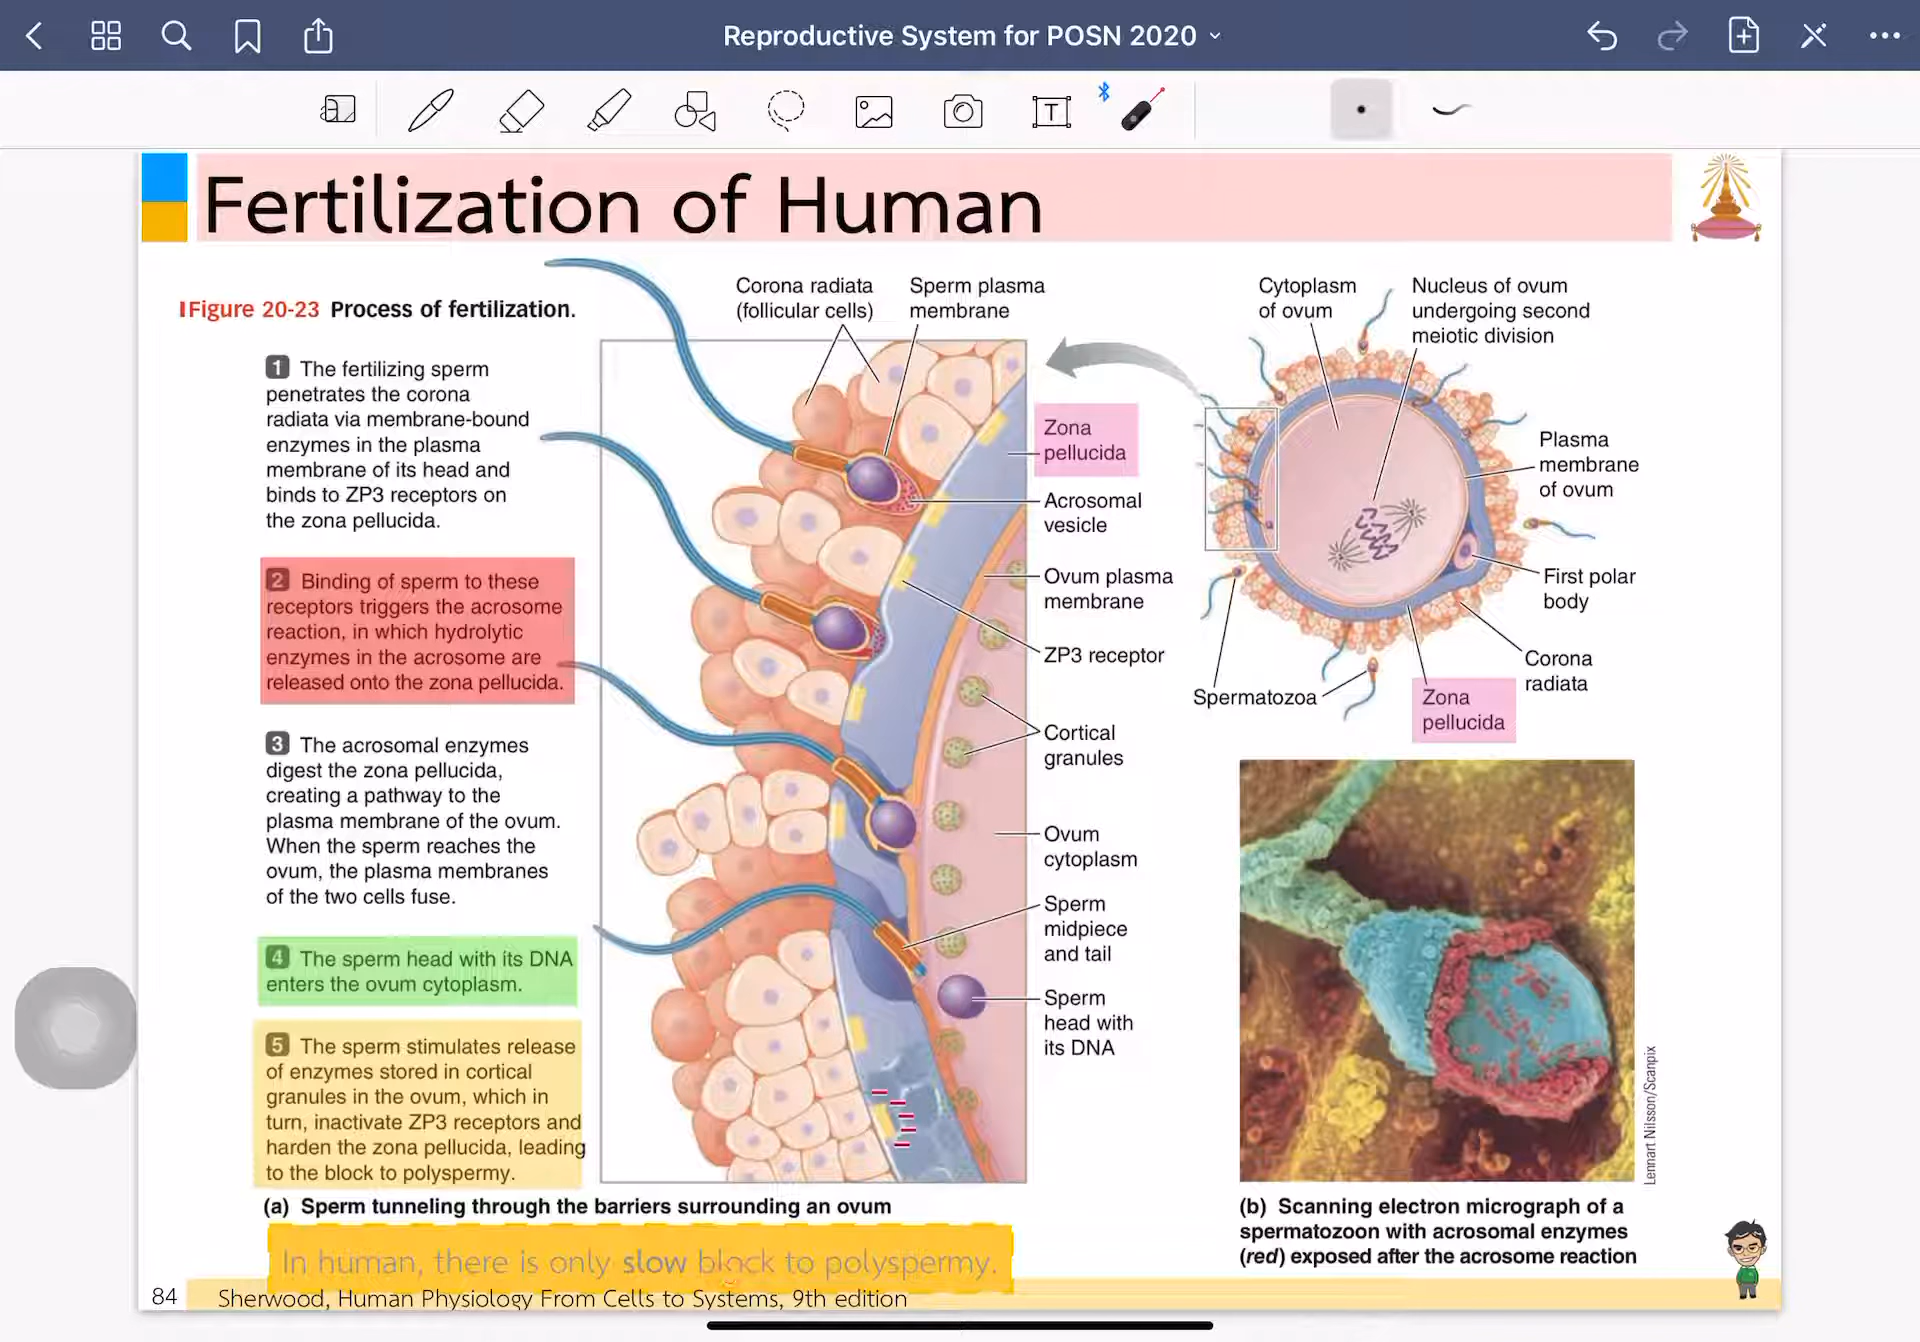 Reproductive System for POSN 2020
T
Fertilization of Human
Figure 20-23 Process of fertilization.
1 The fertilizing sperm
penetrates the corona
radiata via membrane-bound
enzymes in the plasma
membrane of its head and
binds to ZP3 receptors on
the zona pellucida.
2 Binding of sperm to these
receptors triggers the acrosome
reaction, in which hydrolytic
enzymes in the acrosome are
released onto the zona pellucida.
3 The acrosomal enzymes
digest the zona pellucida,
creating a pathway to the
plasma membrane of the ovum.
When the sperm reaches the
ovum, the plasma membranes
of the two cells fuse.
4 The sperm head with its DNA
enters the ovum cytoplasm.
5 The sperm stimulates release
of enzymes stored in cortical
granules in the ovum, which in
turn, inactivate ZP3 receptors and
harden the zona pellucida, leading
to the block to polyspermy.
Corona radiata
(follicular cells)
Sperm plasma
membrane
Zona
pellucida
Acrosomal
vesicle
Ovum plasma
membrane
ZP3 receptor
Cortical
granules
Ovum
cytoplasm
Sperm
midpiece
and tail
Sperm
head with
its DNA
(a) Sperm tunneling through the barriers surrounding an ovum
Cytoplasm
of ovum
Nucleus of ovum
undergoing second
meiotic division
Plasma
membrane
of ovum
First polar
body
Corona
radiata
Zona
pellucida
Spermatozoa
Lennart Nilsson/Scanpix
(b) Scanning electron micrograph of a
spermatozoon with acrosomal enzymes
(red) exposed after the acrosome reaction
In human, there is only slow block to polyspermy.
84
Sherwood, Human Physiology From Cells to Systems, 9th edition